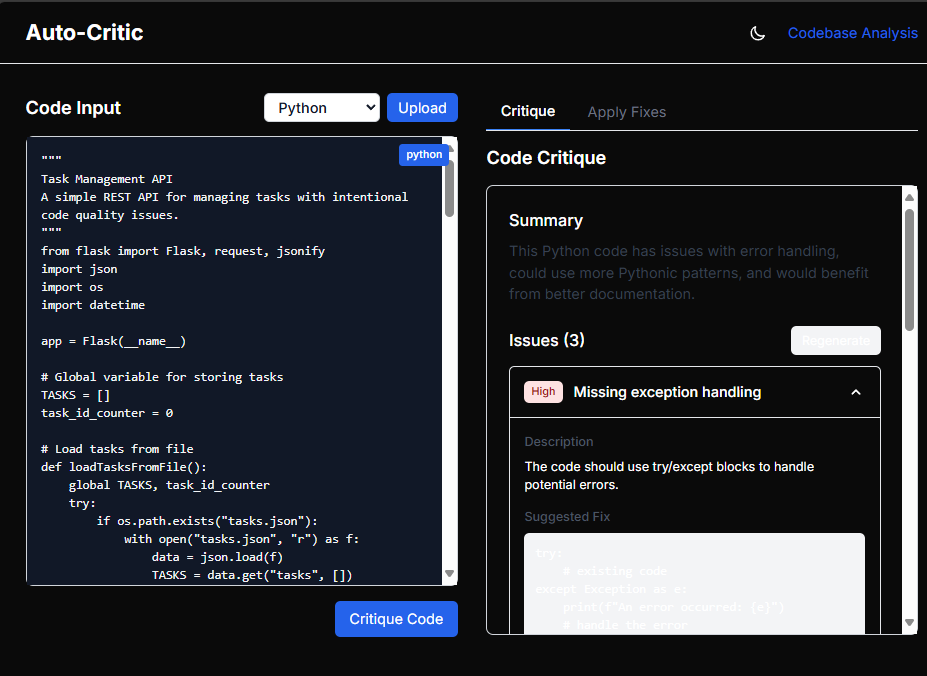 Auto-Critic
Codebase Analysis
Code Input
Python
Upload
python
"""
Task Management API
A simple REST API for managing tasks with intentional
code quality issues.
"""
from flask import Flask, request, jsonify
import json
import os
import datetime
app = Flask(__name__)
# Global variable for storing tasks
TASKS = []
task_id_counter = 0
# Load tasks from file
def loadTasksFromFile():
global TASKS, task_id_counter
try:
if os.path.exists("tasks.json"):
with open("tasks.json", "r") as f:
data = json.load(f)
TASKS = data.get("tasks", [])
Critique Code
Critique
Apply Fixes
Code Critique
Summary
This Python code has issues with error handling,
could use more Pythonic patterns, and would benefit
from better documentation.
Issues (3)
Regenerate
High
Missing exception handling
Description
The code should use try/except blocks to handle
potential errors.
Suggested Fix
try:
# existing code
except Exception as e:
print(f"An error occurred: {e}")
# handle the error